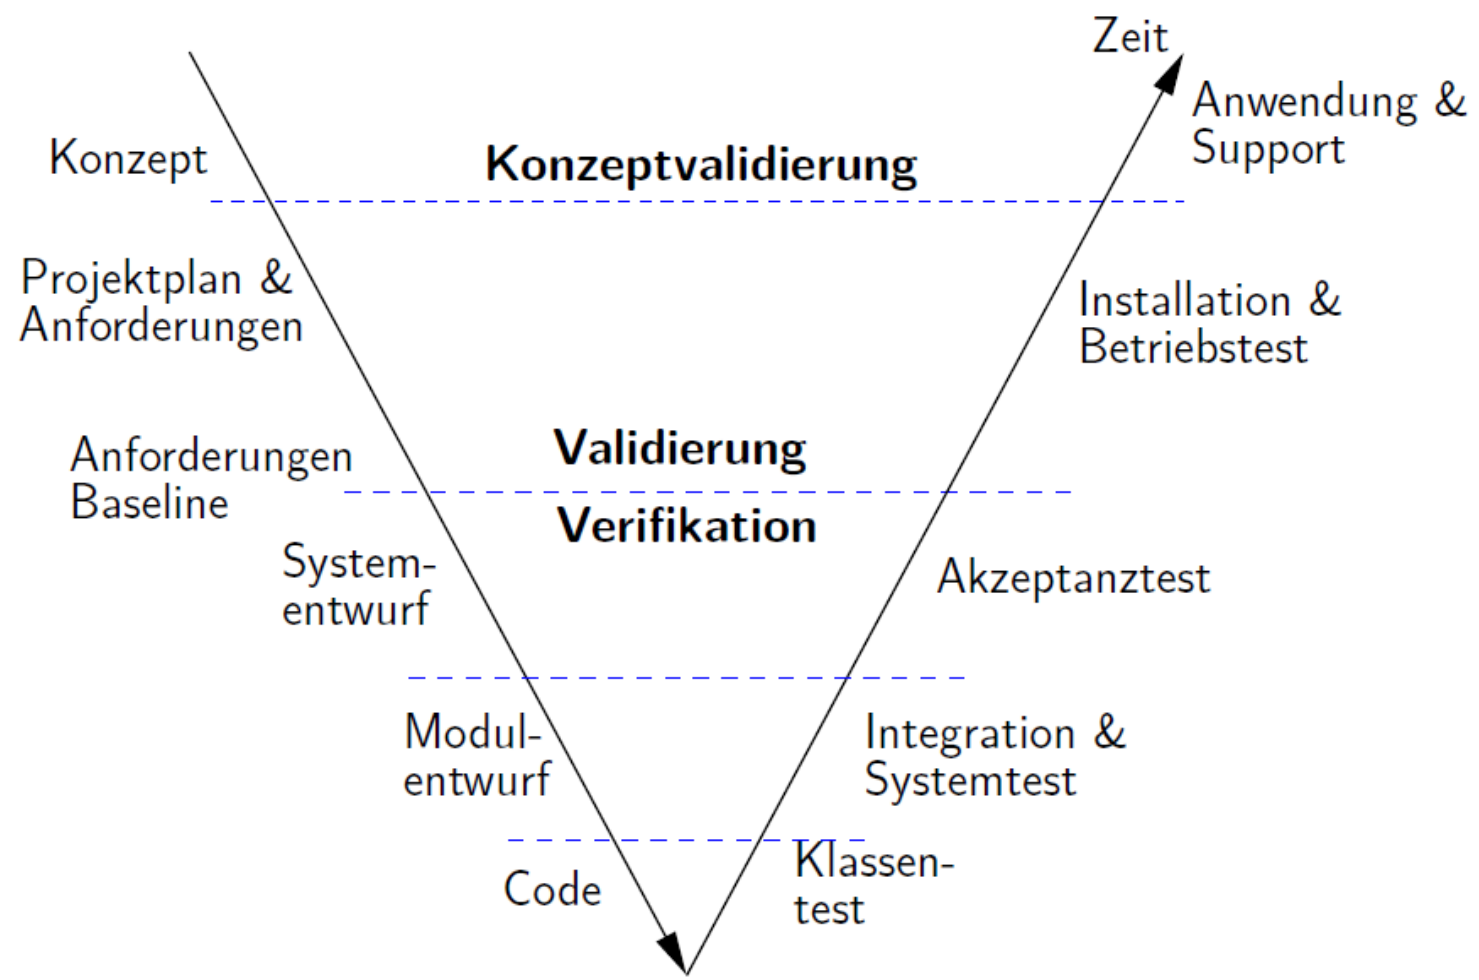 Zeit
Anwendung &
Support
Konzept
Konzeptvalidierung
Projektplan &
Anforderungen
Installation &
Betriebstest
Anforderungen
Baseline
Validierung
Verifikation
System-
entwurf
Akzeptanztest
Modul-
entwurf
Integration &
Systemtest
Code
Klassen-
test